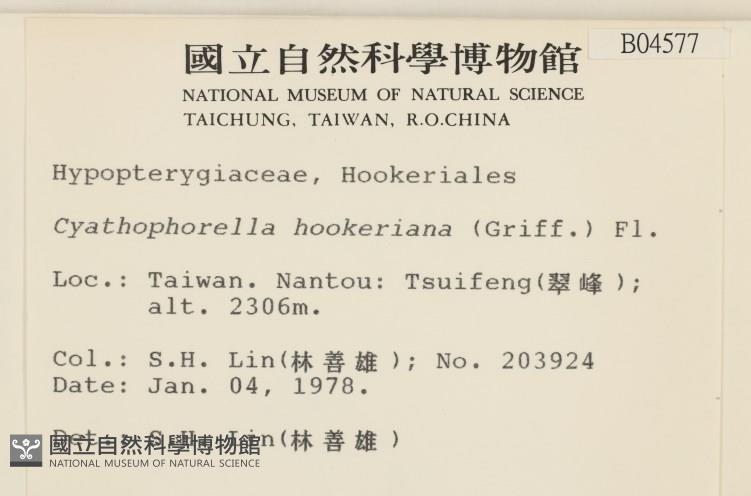 國立自然科學博物館
B04577
NATIONAL MUSEUM OF NATURAL SCIENCE
TAICHUNG, TAIWAN, R.O.CHINA
Hypopterygiaceae, Hookeriales
Cyathophorella hookeriana (Griff.) Fl.
Loc.: Taiwan. Nantou: Tsuifeng(翠峰);
alt. 2306m.
Col.: S.H. Lin(林善雄); No. 203924
Date: Jan. 04, 1978.
Det.: S.H. Lin(林善雄)
國立自然科學博物館
NATIONAL MUSEUM OF NATURAL SCIENCE